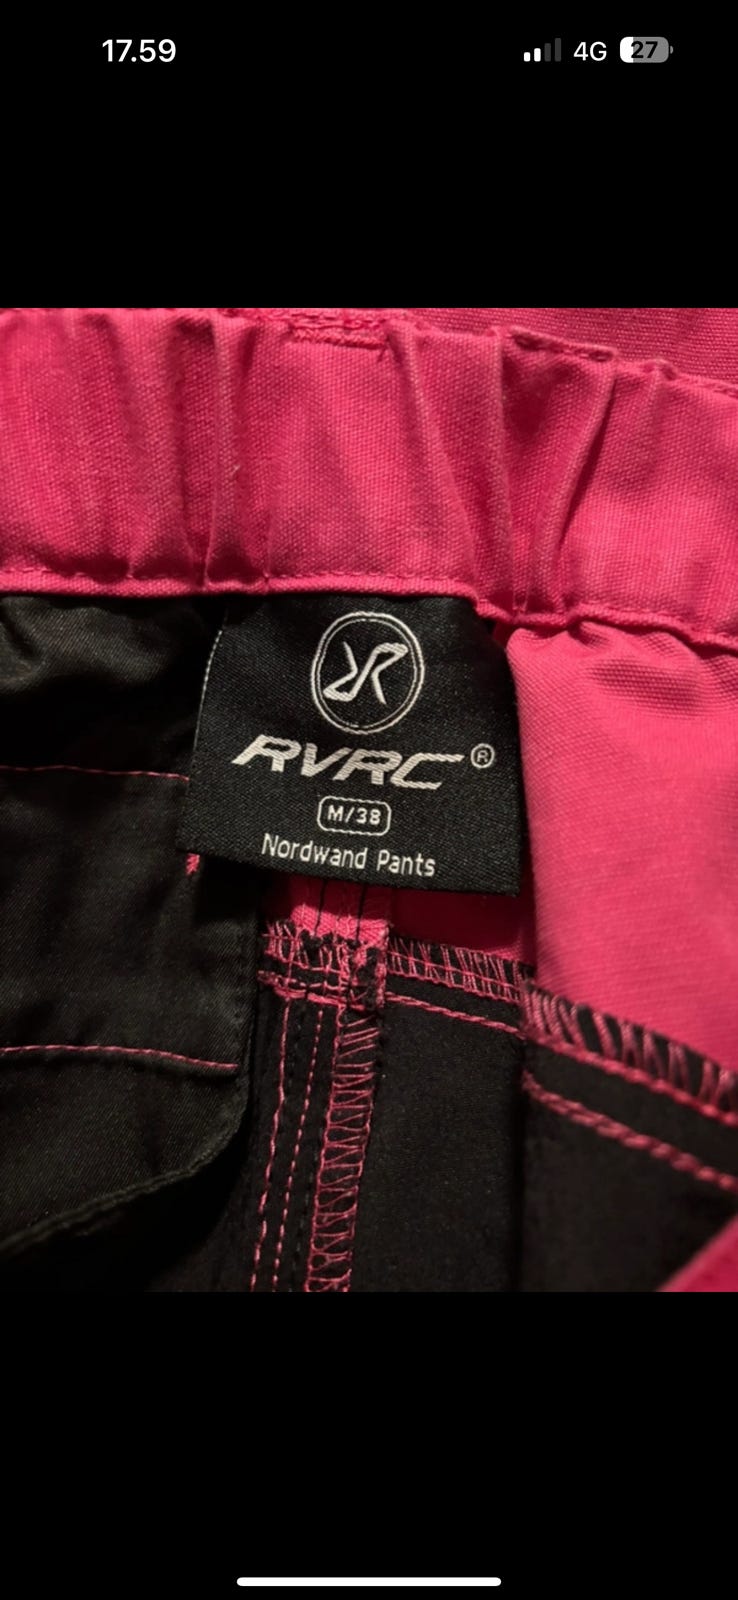 17.59 4G 27
RVRC®
M/38
Nordwand Pants